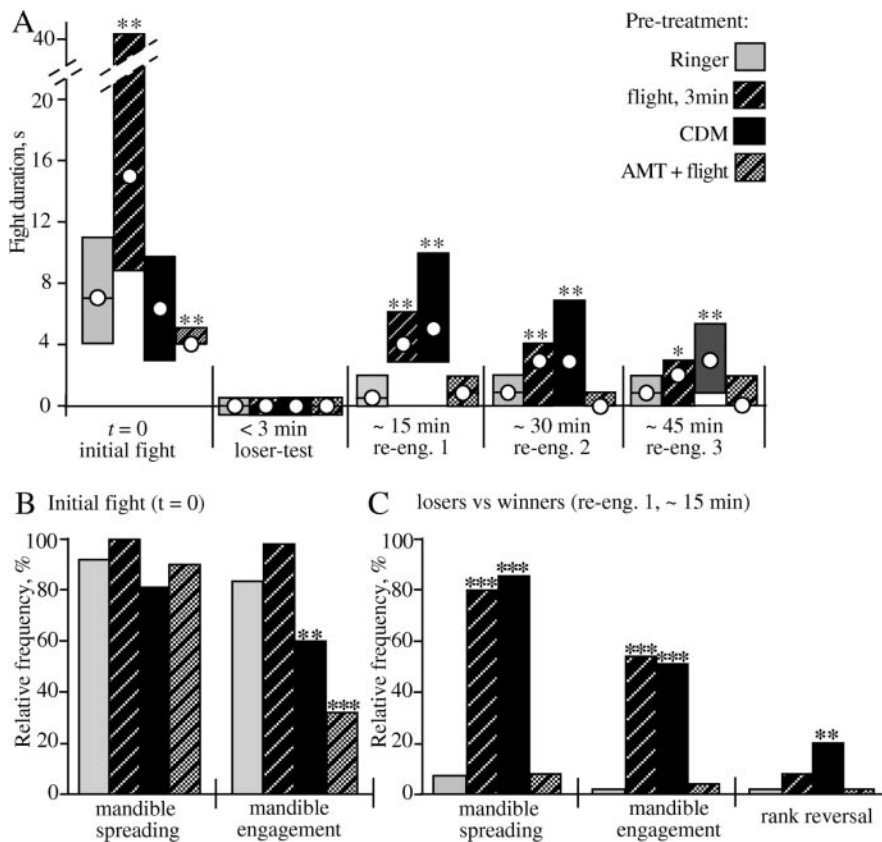 A
Pre-treatment:
Ringer
flight, 3min
CDM
AMT + flight
Fight duration, s
40
20
16
12
8
4
0
**
**
**
**
**
**
*
**
t = 0
initial fight
< 3 min
loser-test
~ 15 min
re-eng. 1
~ 30 min
re-eng. 2
~ 45 min
re-eng. 3
B Initial fight (t = 0)
Relative frequency, %
100
80
60
40
20
0
**
***
mandible
spreading
mandible
engagement
C losers vs winners (re-eng. 1, ~ 15 min)
Relative frequency, %
100
80
60
40
20
0
***
***
***
***
**
mandible
spreading
mandible
engagement
rank reversal